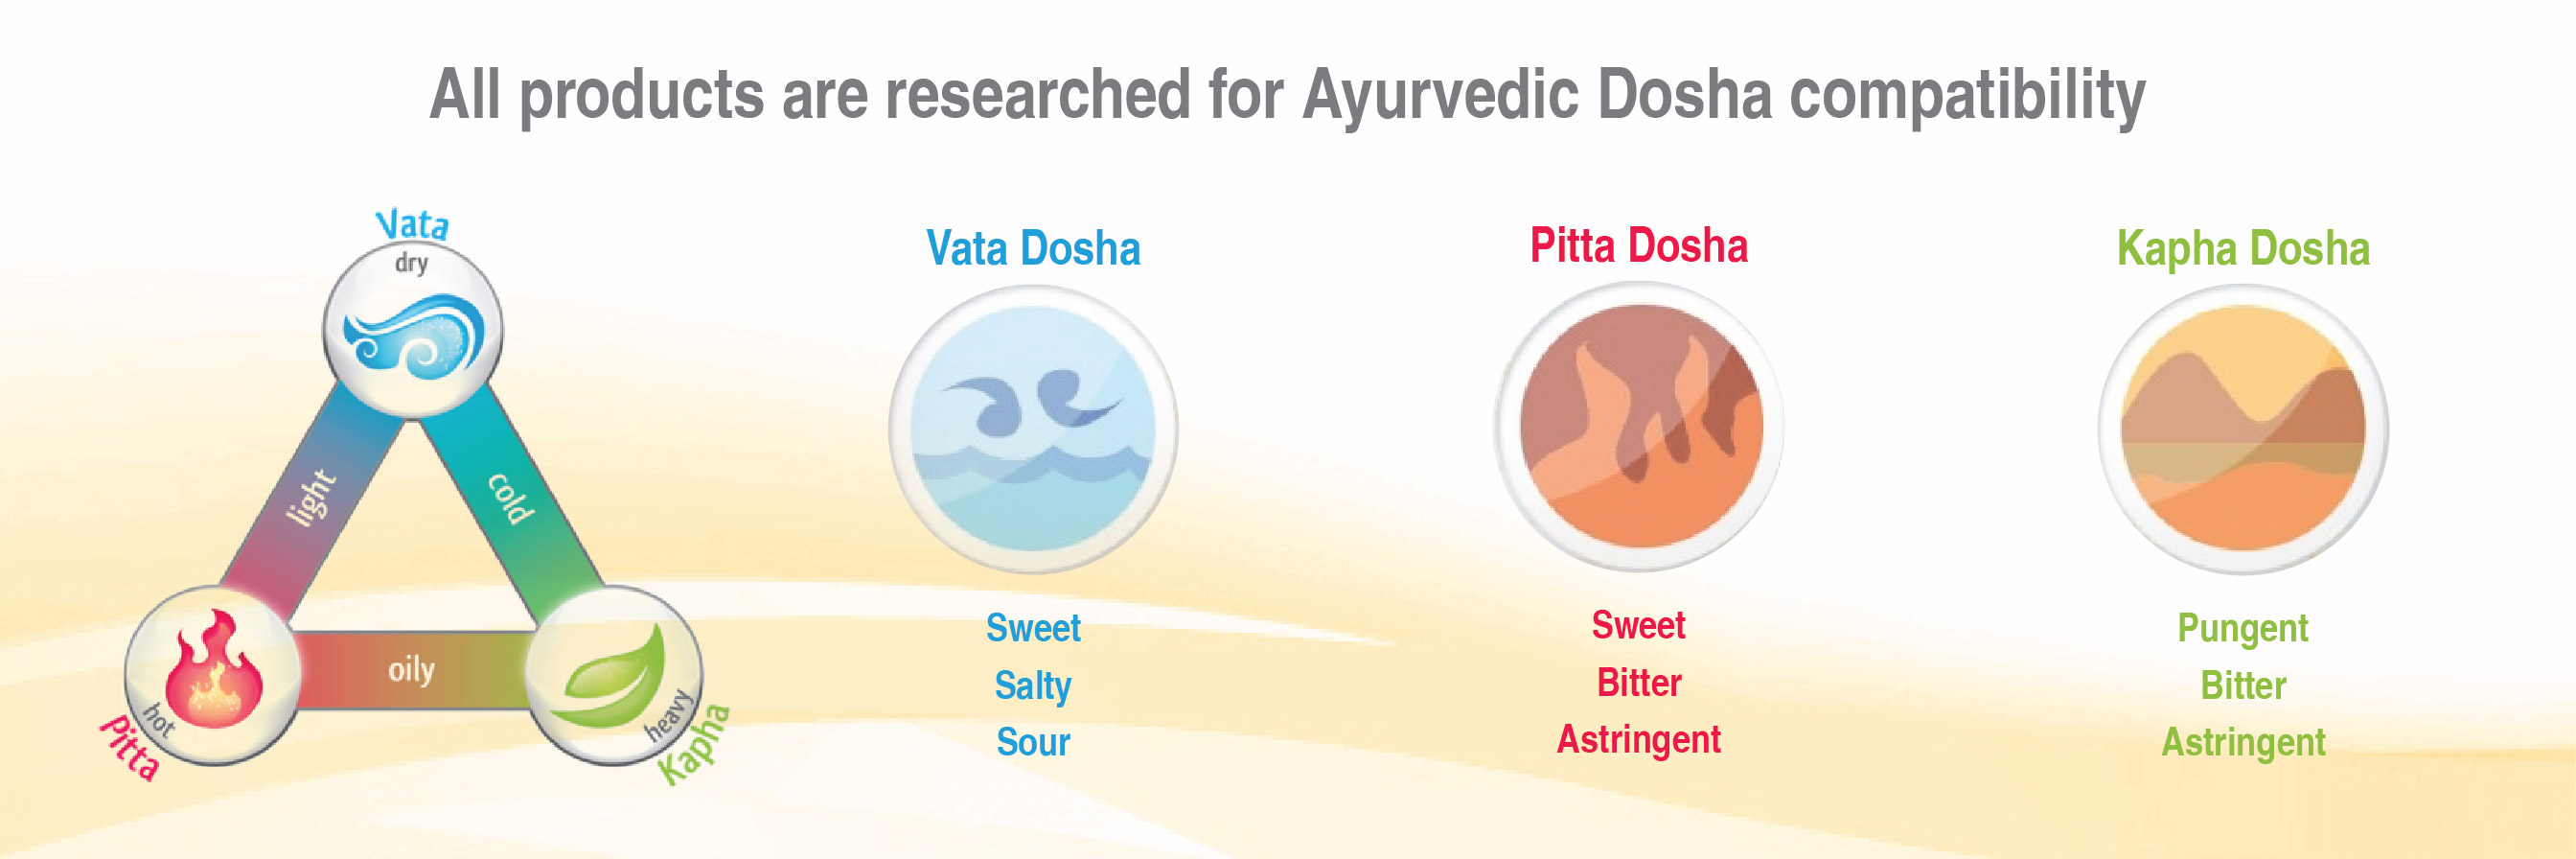 All products are researched for Ayurvedic Dosha compatibility
Vata
dry
light
cold
oily
hot
Pitta
heavy
Kapha
Vata Dosha
Sweet
Salty
Sour
Pitta Dosha
Sweet
Bitter
Astringent
Kapha Dosha
Pungent
Bitter
Astringent